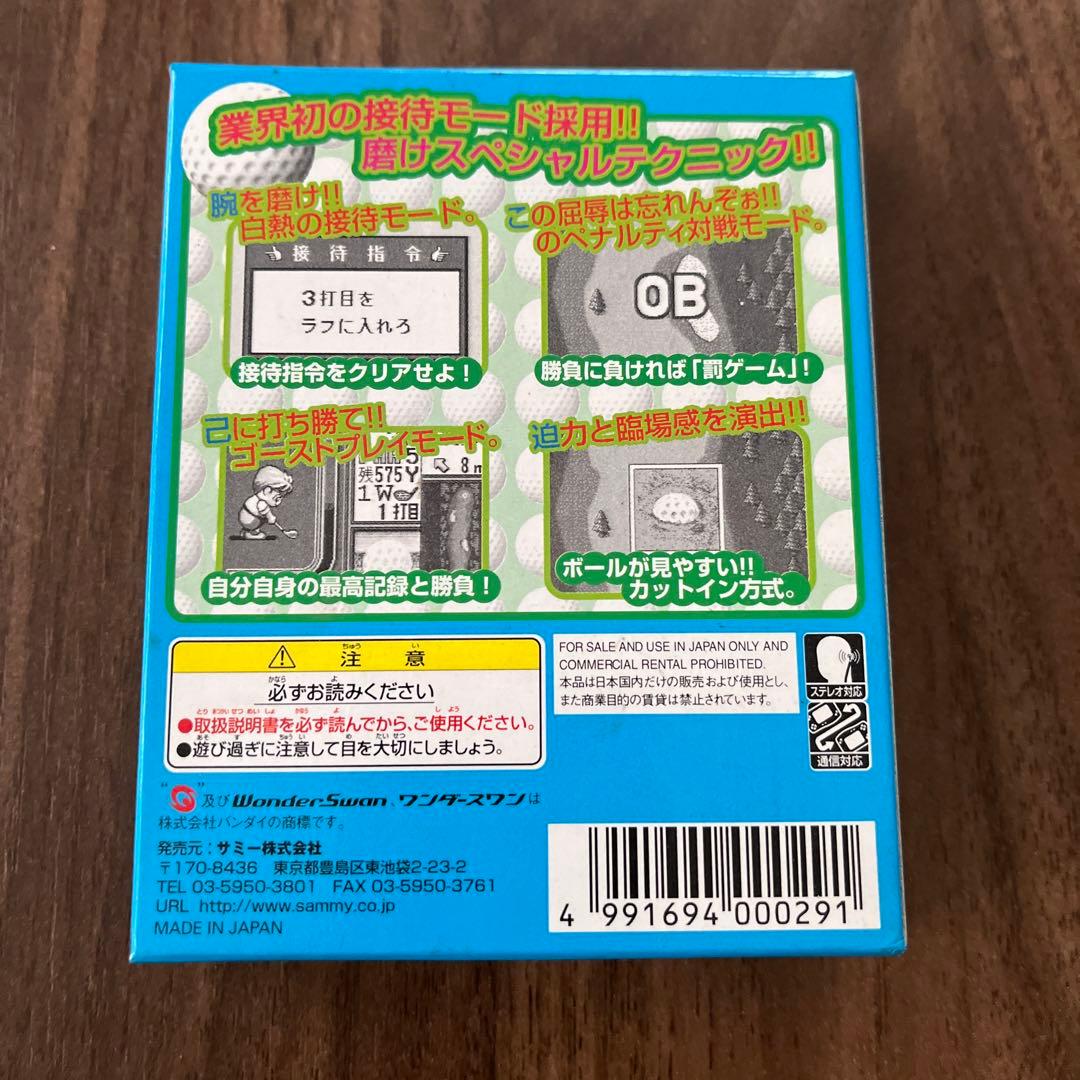 業界初の接待モード採用!!
磨けスペシャルテクニック!!
腕を磨け!!
白熱の接待モード。
接待指令
3打目を
ラフに入れろ
接待指令をクリアせよ!
この屈辱は忘れんぞぉ!!
のペナルティ対戦モード。
OB
勝負に負ければ「罰ゲーム」!
己に打ち勝て!!
ゴーストプレイモード。
5
残575Y
8m
1W
1打目
自分自身の最高記録と勝負!
迫力と臨場感を演出!!
ボールが見やすい!!
カットイン方式。
注意
必ずお読みください
●取扱説明書を必ず読んでから、ご使用ください。
●遊び過ぎに注意して目を大切にしましょう。
FOR SALE AND USE IN JAPAN ONLY AND
COMMERCIAL RENTAL PROHIBITED.
本品は日本国内だけの販売および使用とし、
また商業目的の賃貸は禁止されています。
ステレオ対応
通信対応
及びWonderSwan、ワンダースワンは
株式会社バンダイの商標です。
発売元:サミー株式会社
〒170-8436 東京都豊島区東池袋2-23-2
TEL 03-5950-3801 FAX 03-5950-3761
URL http://www.sammy.co.jp
MADE IN JAPAN
4 991694 000291